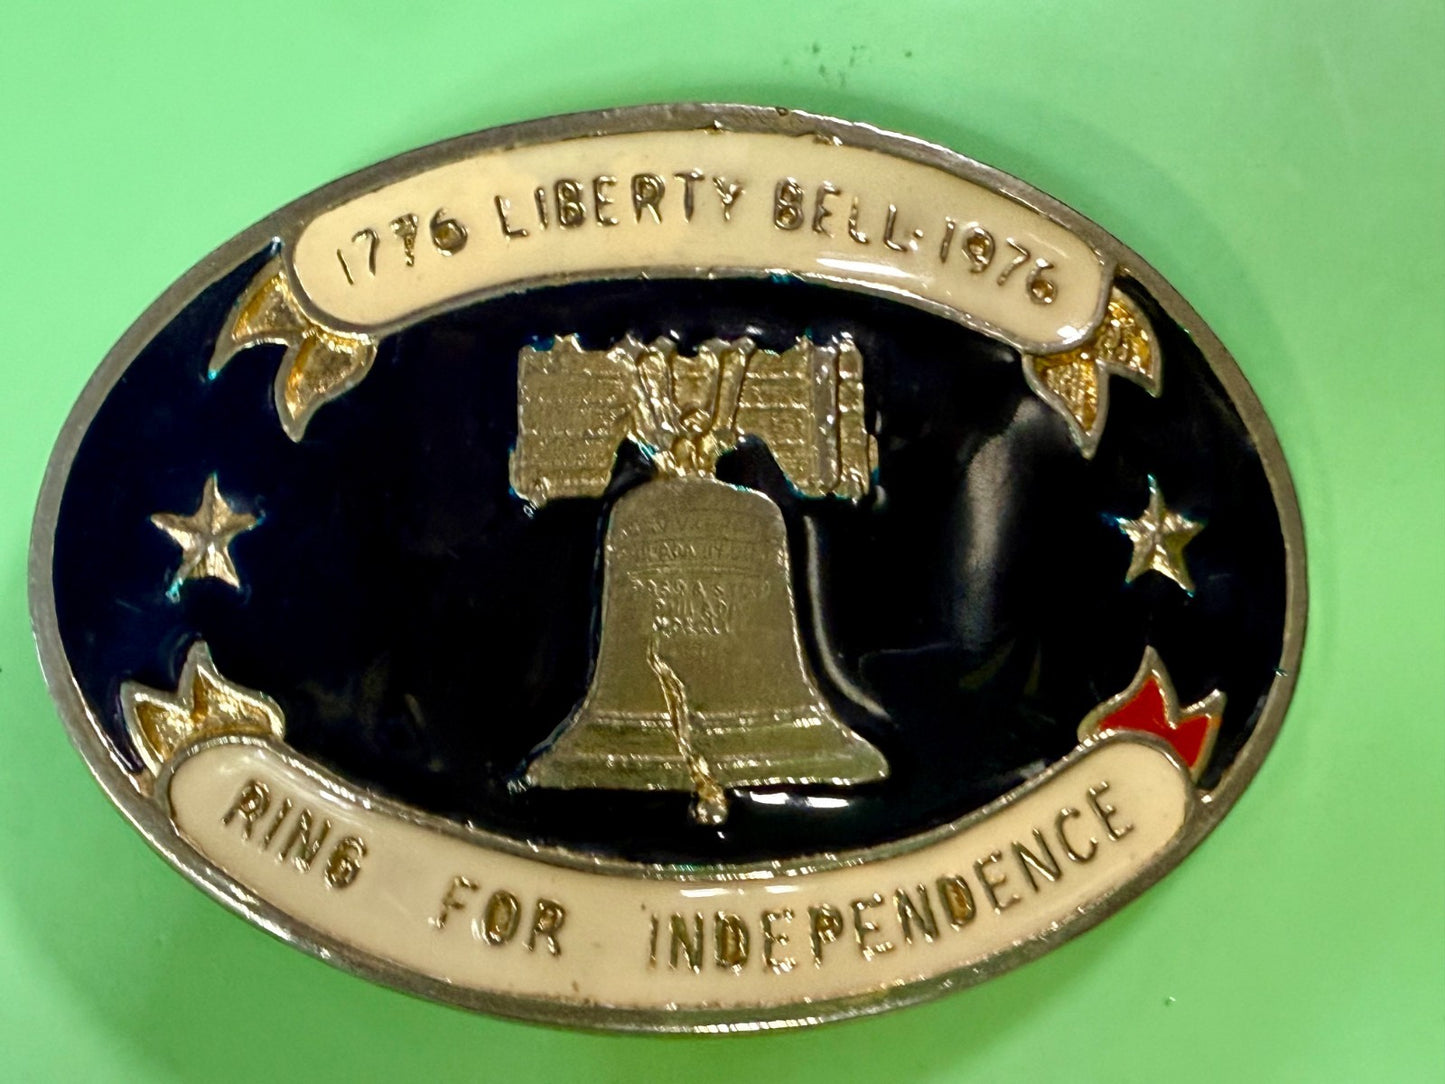 1776 LIBERTY BELL·1976
RING FOR INDEPENDENCE